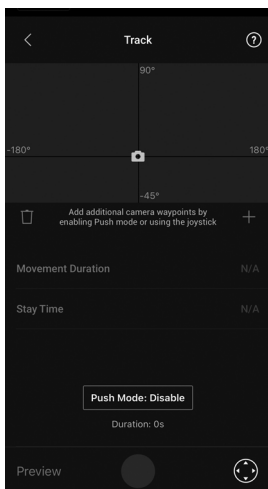 Track
?
90°
-180°
180°
-45°
Add additional camera waypoints by
enabling Push mode or using the joystick
Movement Duration N/A
Stay Time N/A
Push Mode: Disable
Duration: 0s
Preview